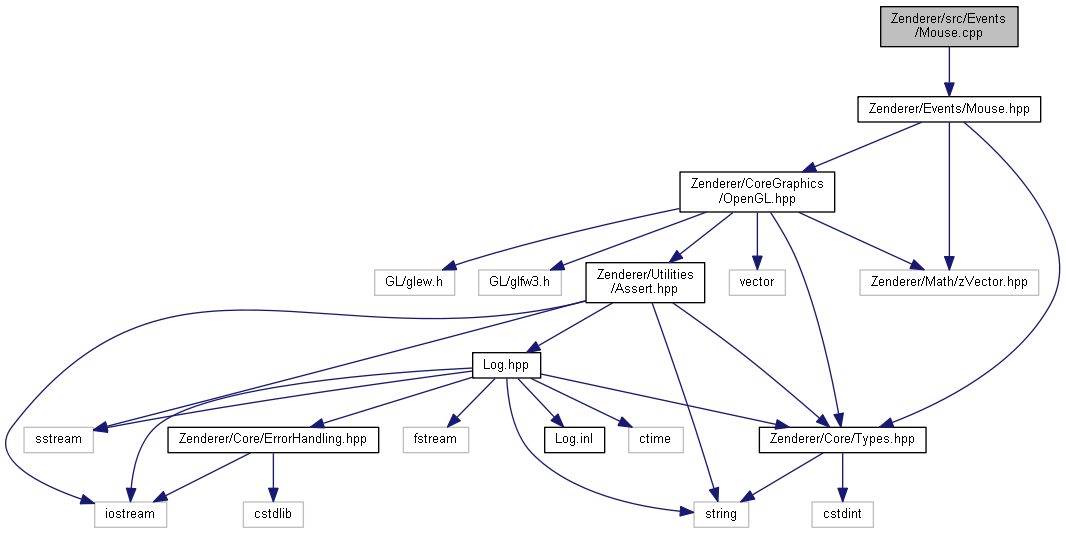 Zenderer/src/Events
/Mouse.cpp
Zenderer/Events/Mouse.hpp
Zenderer/CoreGraphics
/OpenGL.hpp
GL/glew.h
GL/glfw3.h
Zenderer/Utilities
/Assert.hpp
vector
Zenderer/Math/zVector.hpp
Log.hpp
sstream
Zenderer/Core/ErrorHandling.hpp
fstream
Log.inl
ctime
Zenderer/Core/Types.hpp
iostream
cstdlib
string
cstdint